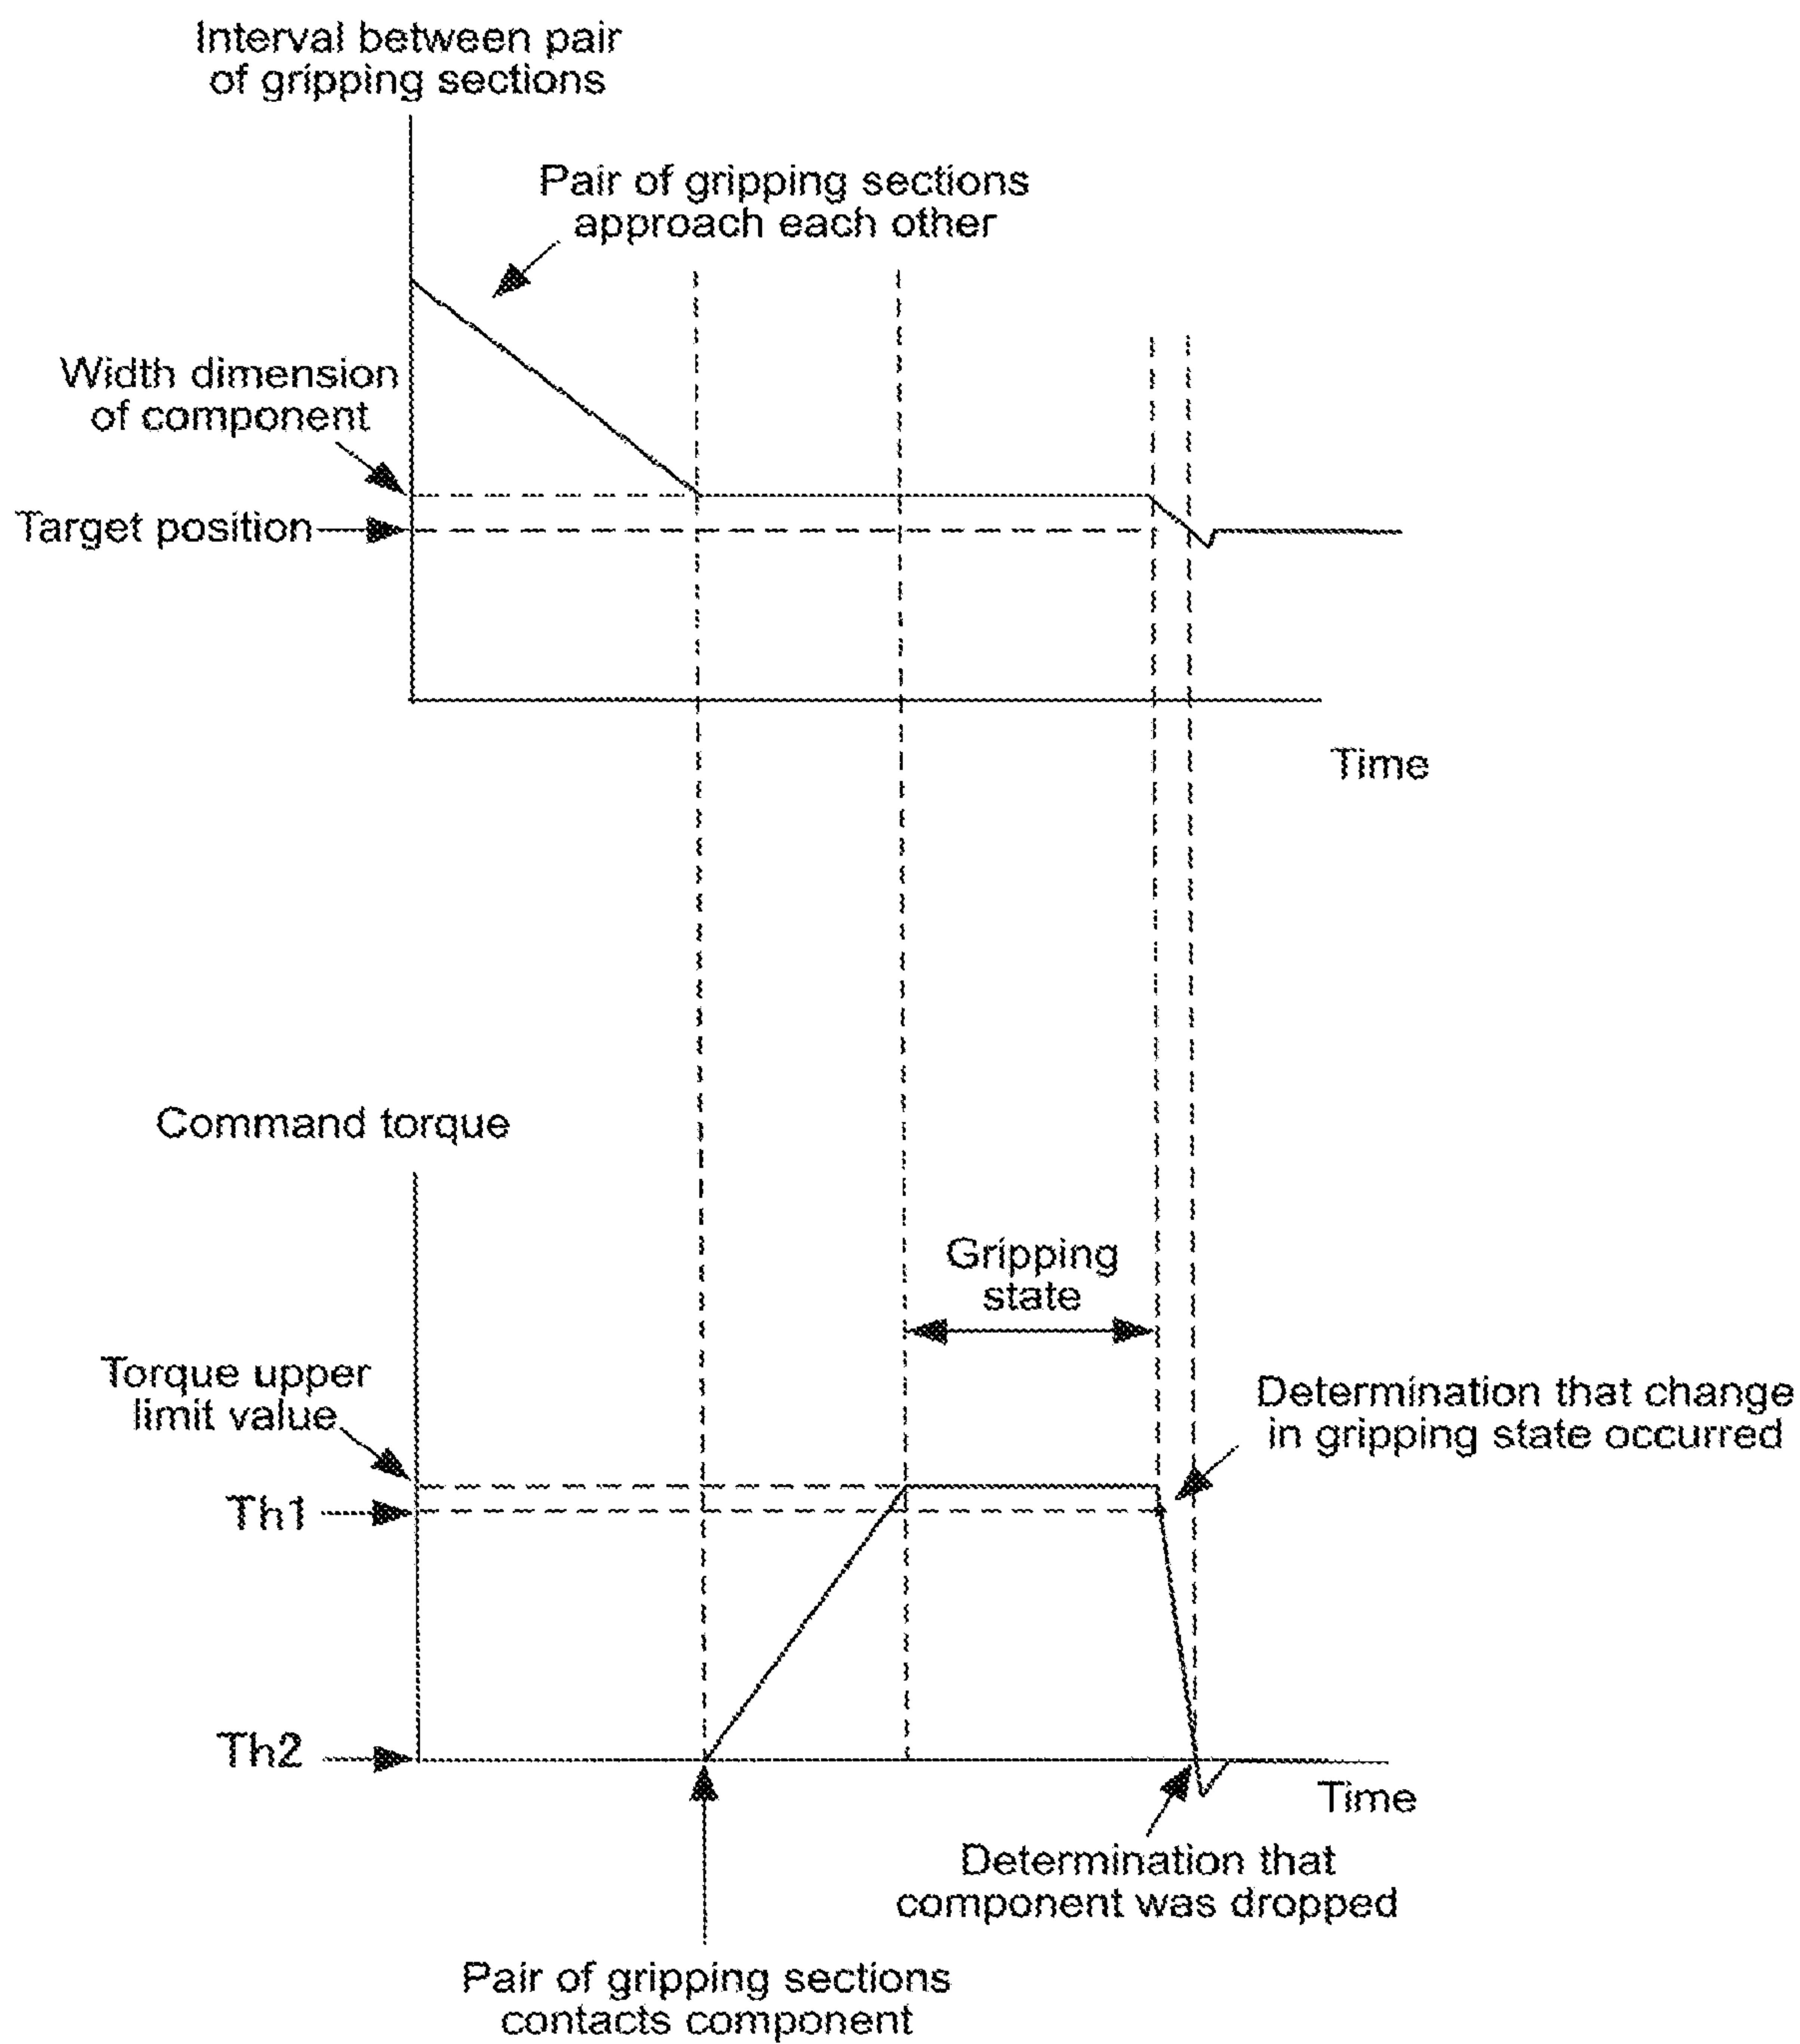 Interval between pair
of gripping sections
Pair of gripping sections
approach each other
Width dimension
of component
Target position
Time
Command torque
Gripping
state
Torque upper
limit value
Determination that change
in gripping state occurred
Th1
Th2
Time
Determination that
component was dropped
Pair of gripping sections
contacts component